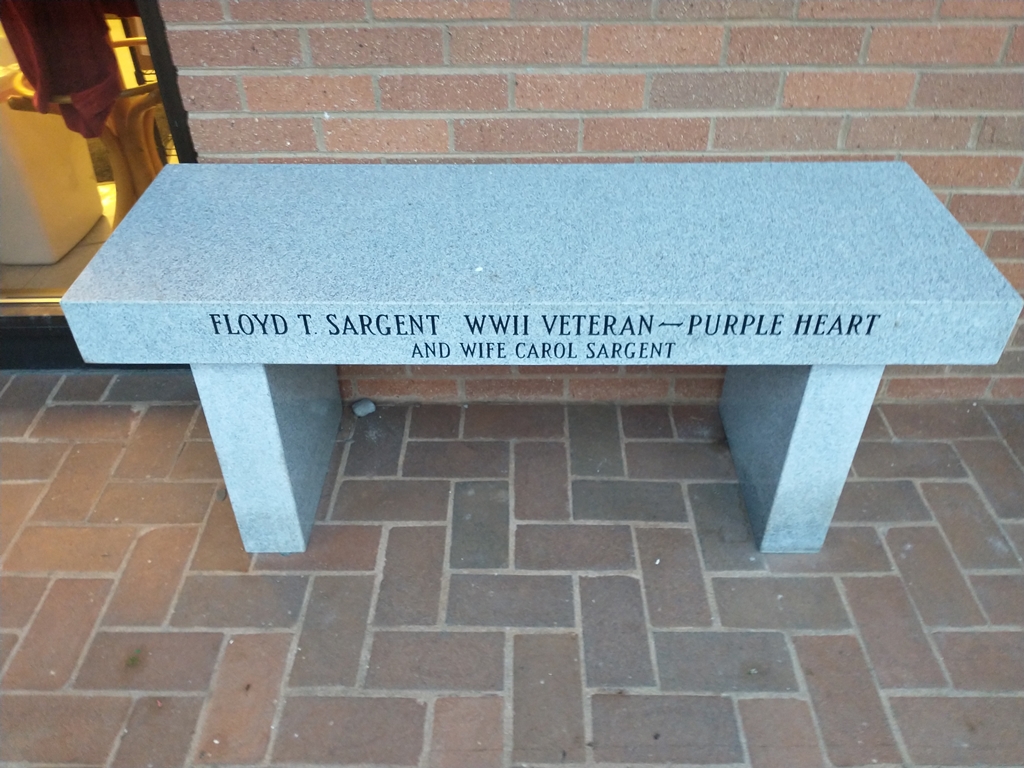 FLOYD T. SARGENT WWII VETERAN—PURPLE HEART
AND WIFE CAROL SARGENT